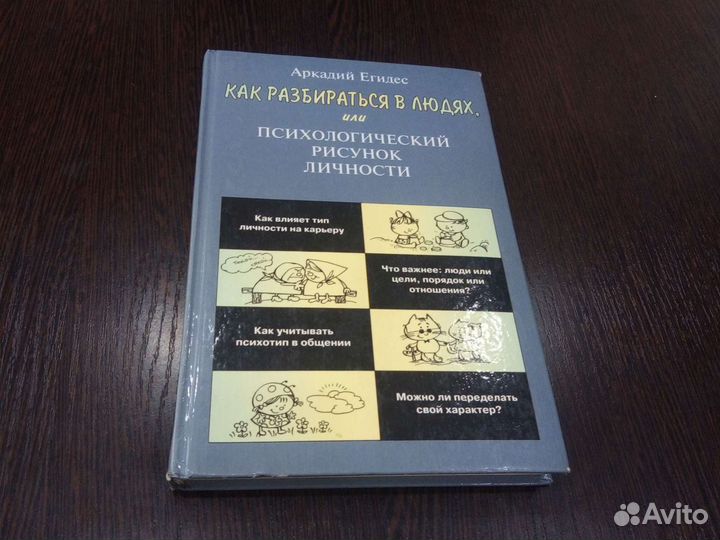 Аркадий Егидес
КАК РАЗБИРАТЬСЯ В ЛЮДЯХ,
или
ПСИХОЛОГИЧЕСКИЙ
РИСУНОК
ЛИЧНОСТИ
Как влияет тип
личности на карьеру
Что важнее: люди или
цели, порядок или
отношения?
Как учитывать
психотип в общении
Можно ли переделать
свой характер?
Avito